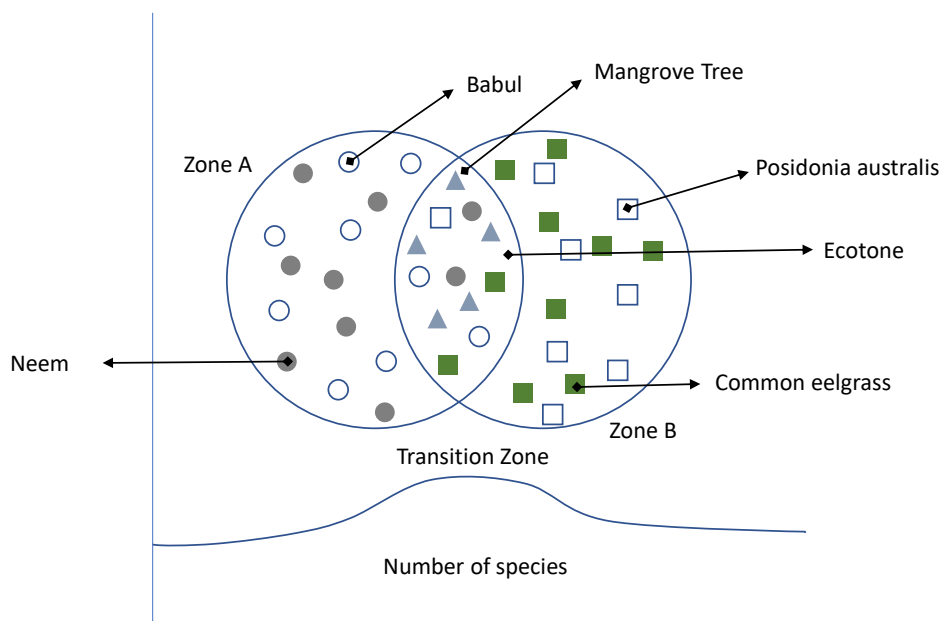 Babul
Mangrove Tree
Zone A
Posidonia australis
Ecotone
Neem
Common eelgrass
Zone B
Transition Zone
Number of species